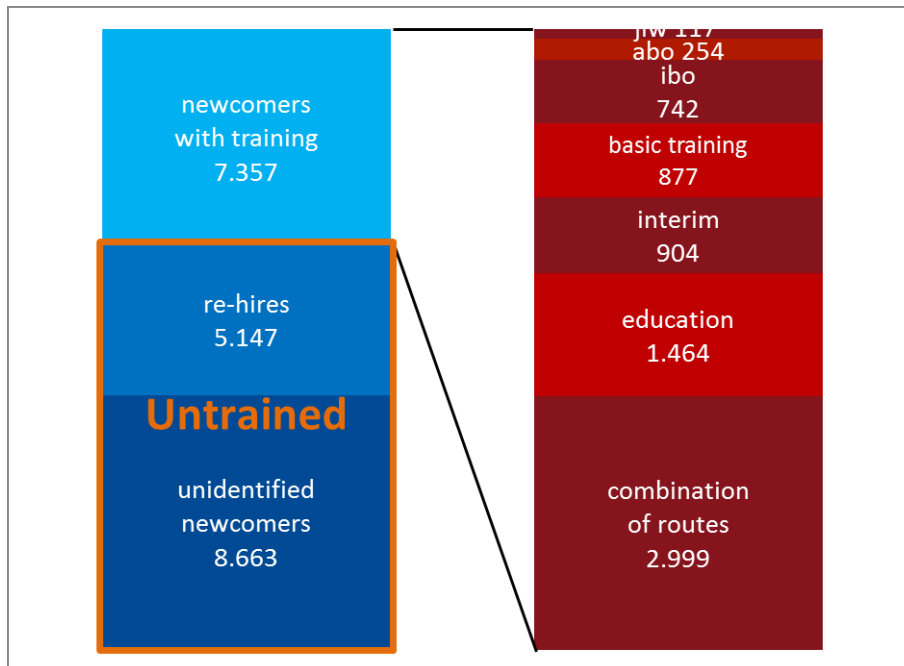 newcomers
with training
7.357
re-hires
5.147
Untrained
unidentified
newcomers
8.663
117
abo 254
ibo
742
basic training
877
interim
904
education
1.464
combination
of routes
2.999